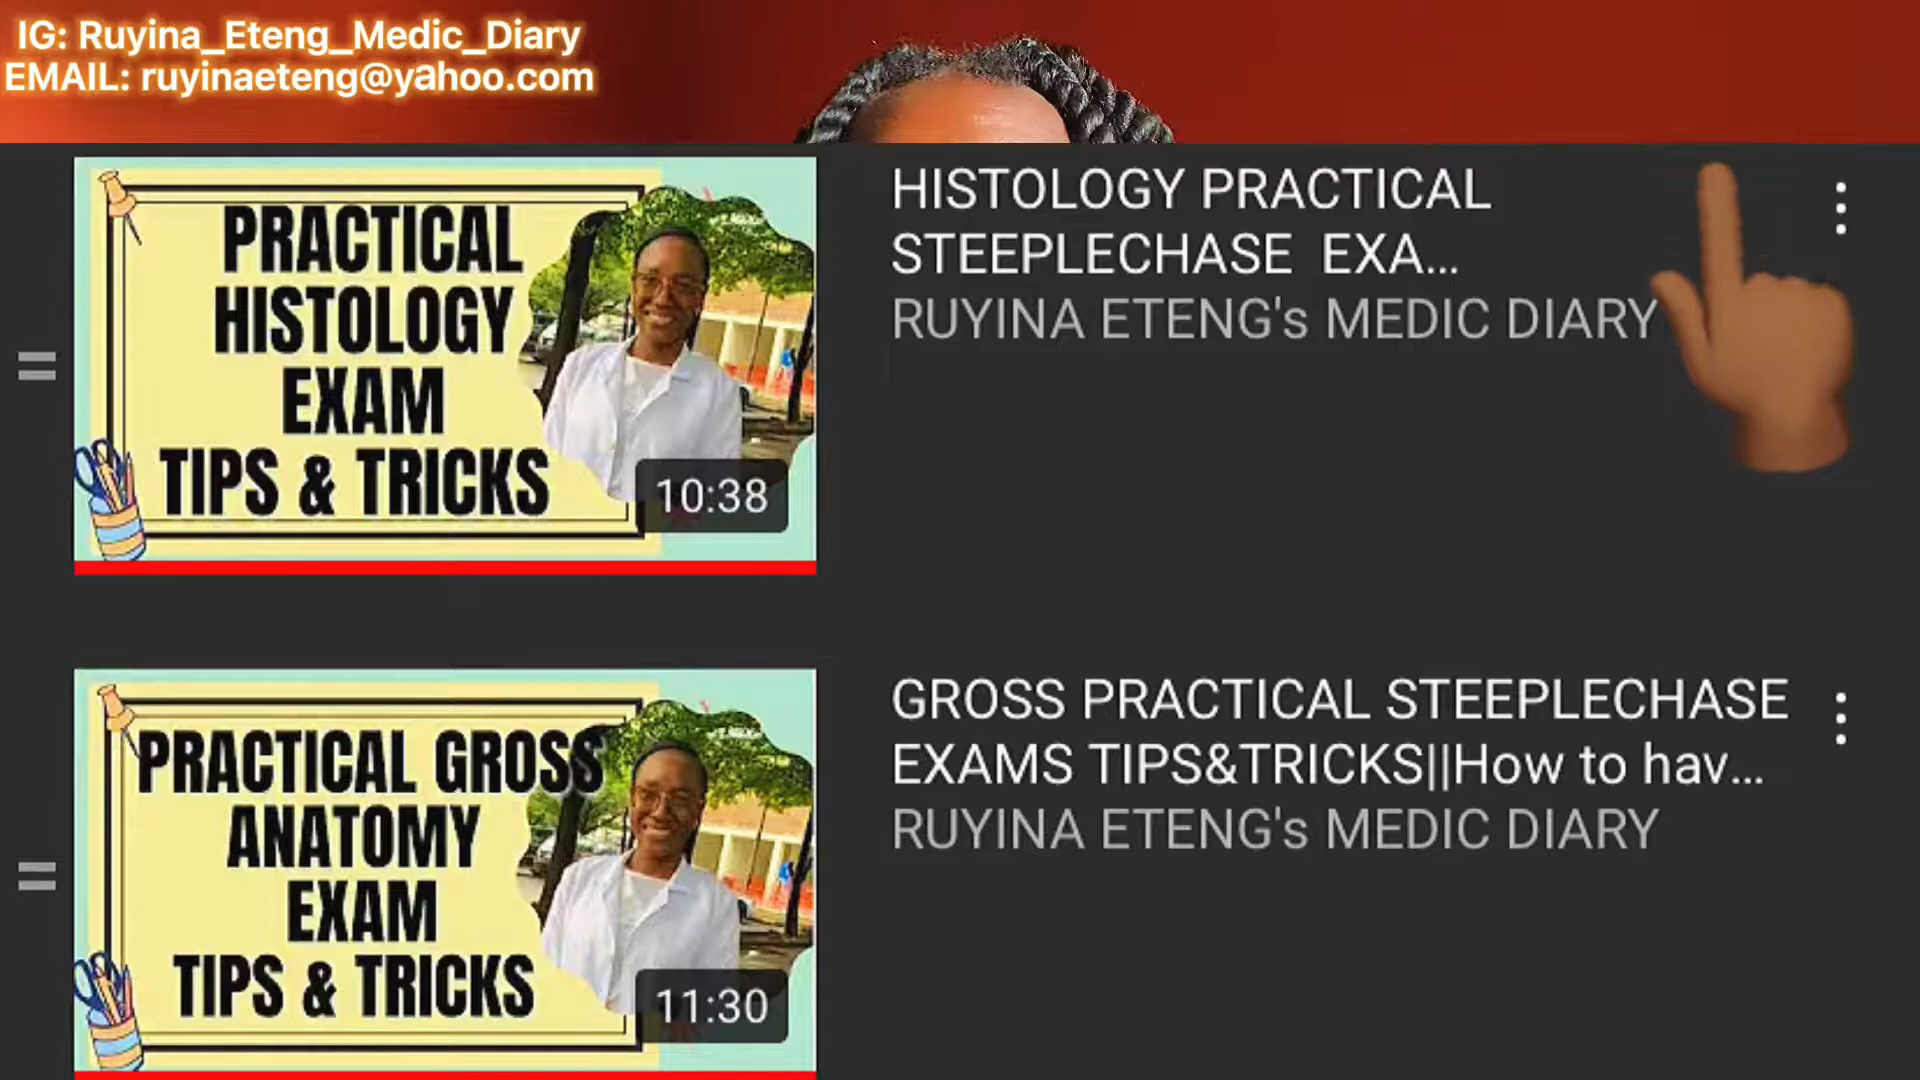 IG: Ruyina_Eteng_Medic_Diary
EMAIL: ruyinaeteng@yahoo.com
PRACTICAL
HISTOLOGY
EXAM
TIPS & TRICKS
10:38
HISTOLOGY PRACTICAL
STEEPLECHASE EXA...
RUYINA ETENG's MEDIC DIARY
PRACTICAL GROSS
ANATOMY
EXAM
TIPS & TRICKS
11:30
GROSS PRACTICAL STEEPLECHASE
EXAMS TIPS&TRICKS||How to hav...
RUYINA ETENG's MEDIC DIARY